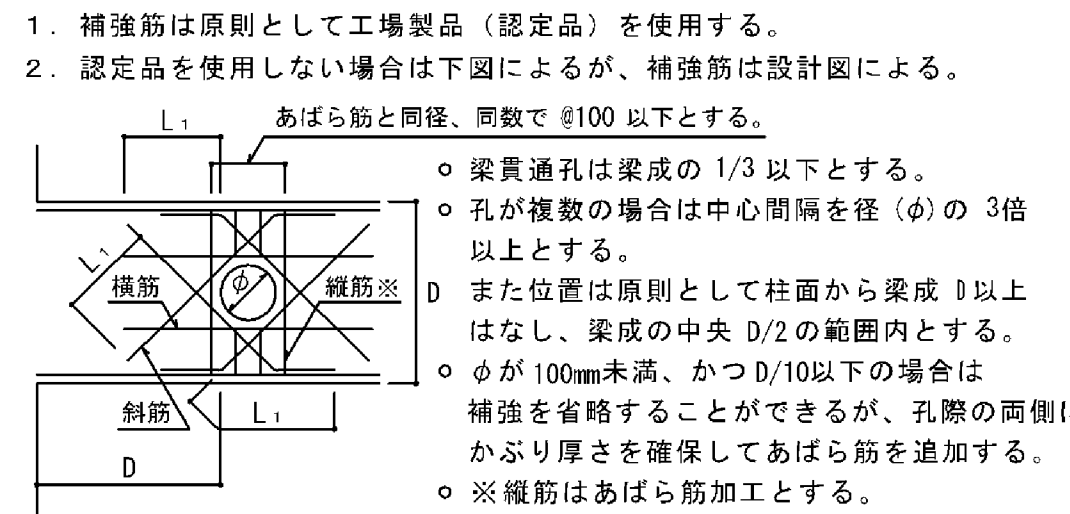 1. 補強筋は原則として工場製品（認定品）を使用する。
2. 認定品を使用しない場合は下図によるが、補強筋は設計図による。
L1
あばら筋と同径、同数で @100 以下とする。
○ 梁貫通孔は梁成の 1/3 以下とする。
○ 孔が複数の場合は中心間隔を径 (φ)の 3倍
以上とする。
L1
横筋
φ
縦筋※
D
また位置は原則として柱面から梁成 D以上
はなし、梁成の中央 D/2の範囲内とする。
○ φが100mm未満、かつD/10以下の場合は
斜筋
L1
補強を省略することができるが、孔際の両側に
かぶり厚さを確保してあばら筋を追加する。
D
○ ※縦筋はあばら筋加工とする。